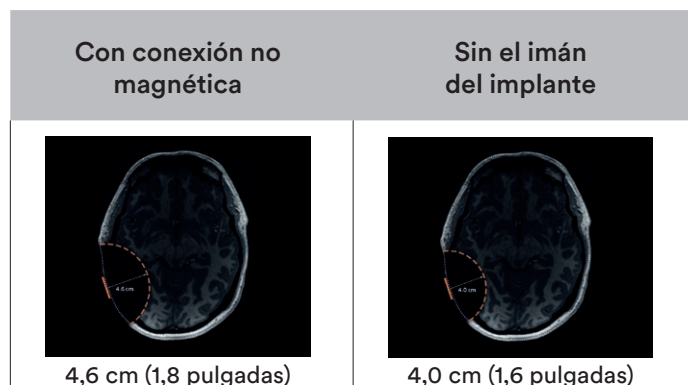 Con conexión no
magnética
Sin el imán
del implante
4.6 cm
4.0 cm
4,6 cm (1,8 pulgadas)
4,0 cm (1,6 pulgadas)